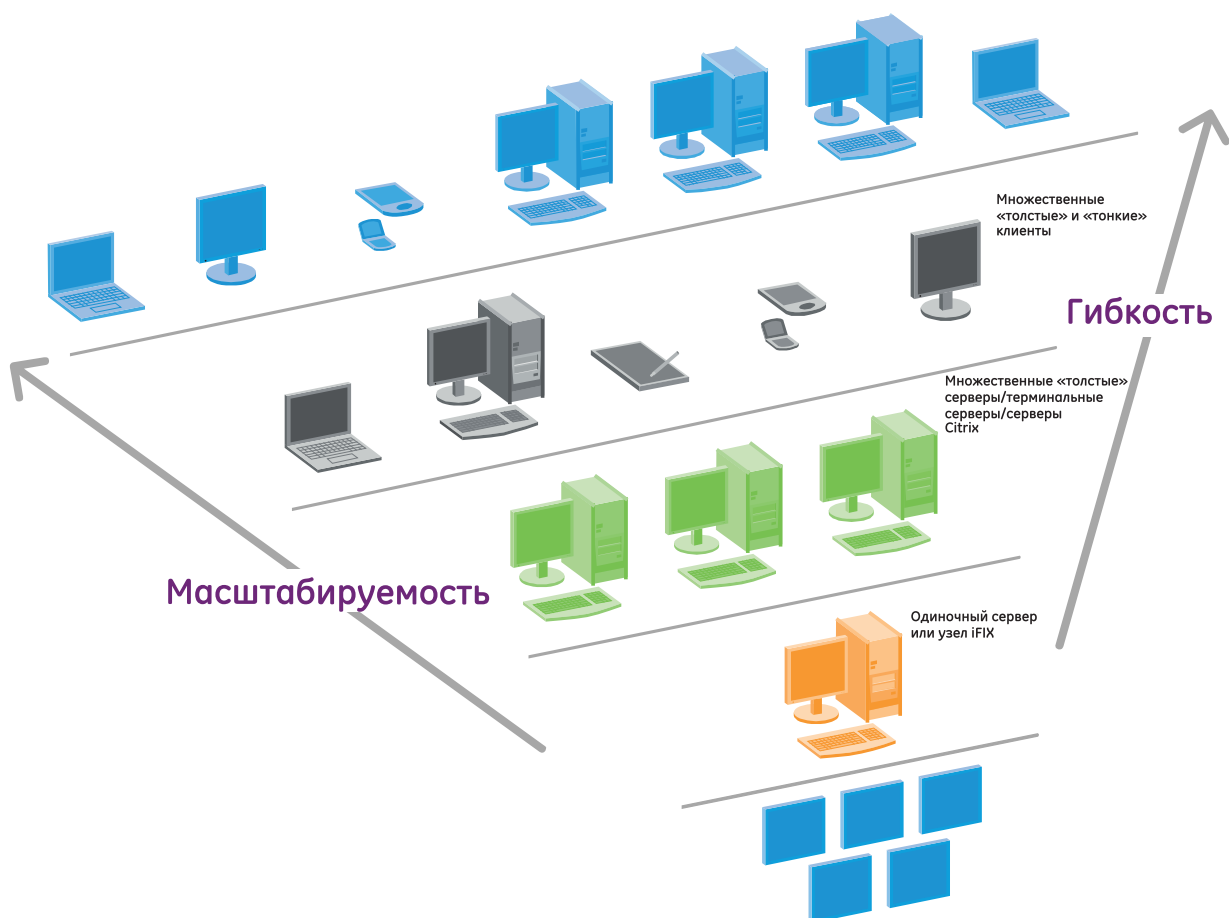 Множественные
«толстые» и «тонкие»
клиенты
Гибкость
Множественные «толстые»
серверы/терминальные
серверы/серверы
Citrix
Масштабируемость
Одиночный сервер
или узел iFIX